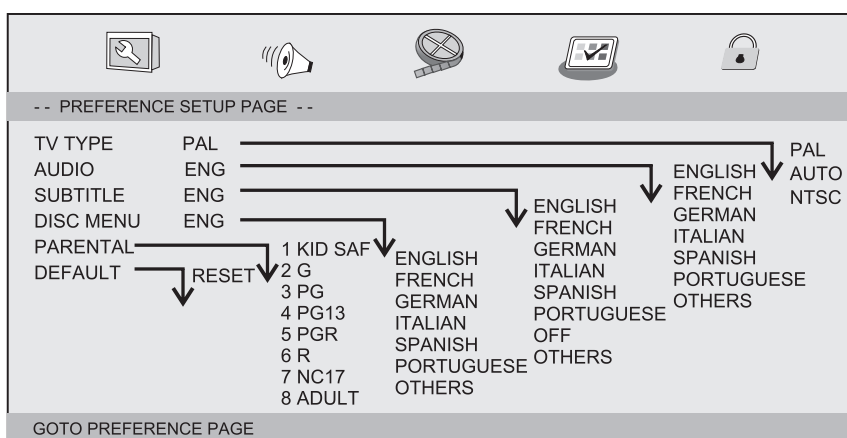 -- PREFERENCE SETUP PAGE --
TV TYPE PAL
AUDIO ENG
SUBTITLE ENG
DISC MENU ENG
PARENTAL
DEFAULT
RESET
1 KID SAF
2 G
3 PG
4 PG13
5 PGR
6 R
7 NC17
8 ADULT
ENGLISH
FRENCH
GERMAN
ITALIAN
SPANISH
PORTUGUESE
OTHERS
ENGLISH
FRENCH
GERMAN
ITALIAN
SPANISH
PORTUGUESE
OFF
OTHERS
ENGLISH
FRENCH
GERMAN
ITALIAN
SPANISH
PORTUGUESE
OTHERS
PAL
AUTO
NTSC
GOTO PREFERENCE PAGE